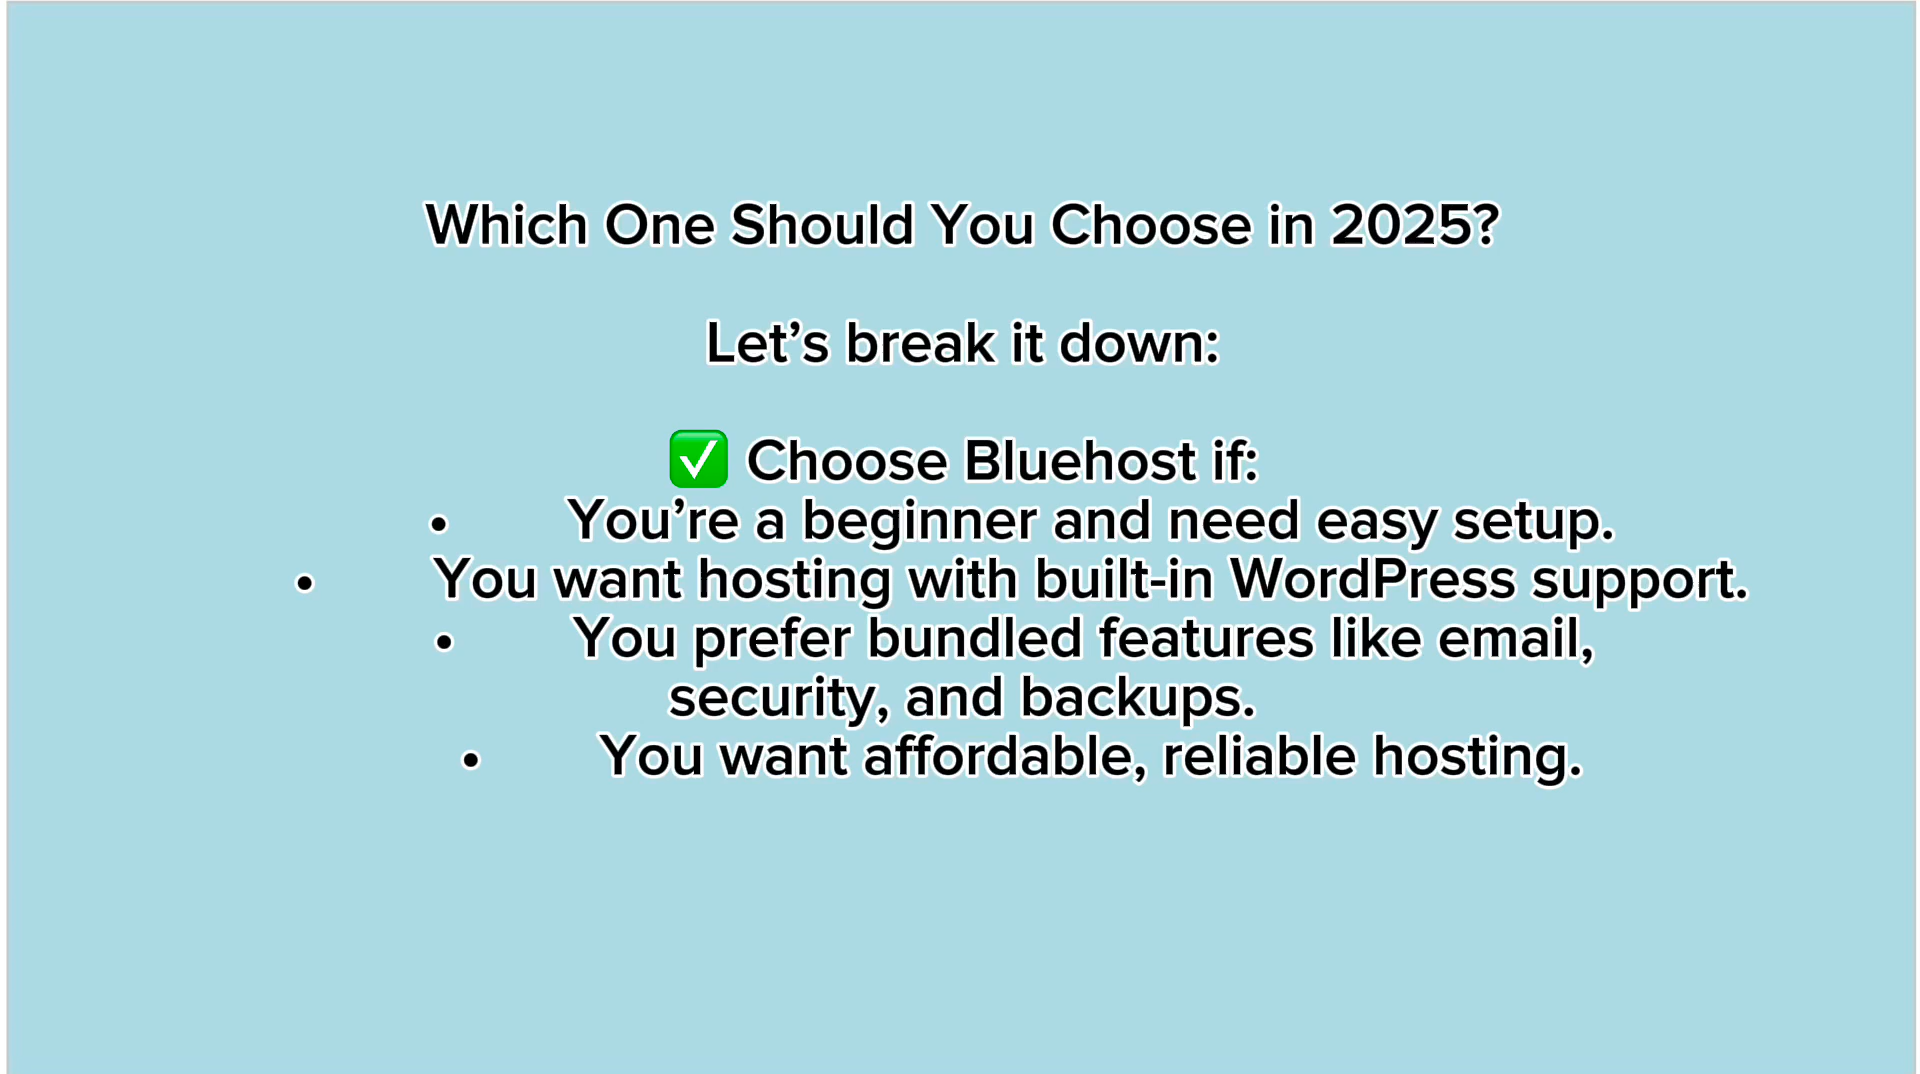 Which One Should You Choose in 2025?
Let’s break it down:
✅ Choose Bluehost if:
• You’re a beginner and need easy setup.
• You want hosting with built-in WordPress support.
• You prefer bundled features like email,
security, and backups.
• You want affordable, reliable hosting.